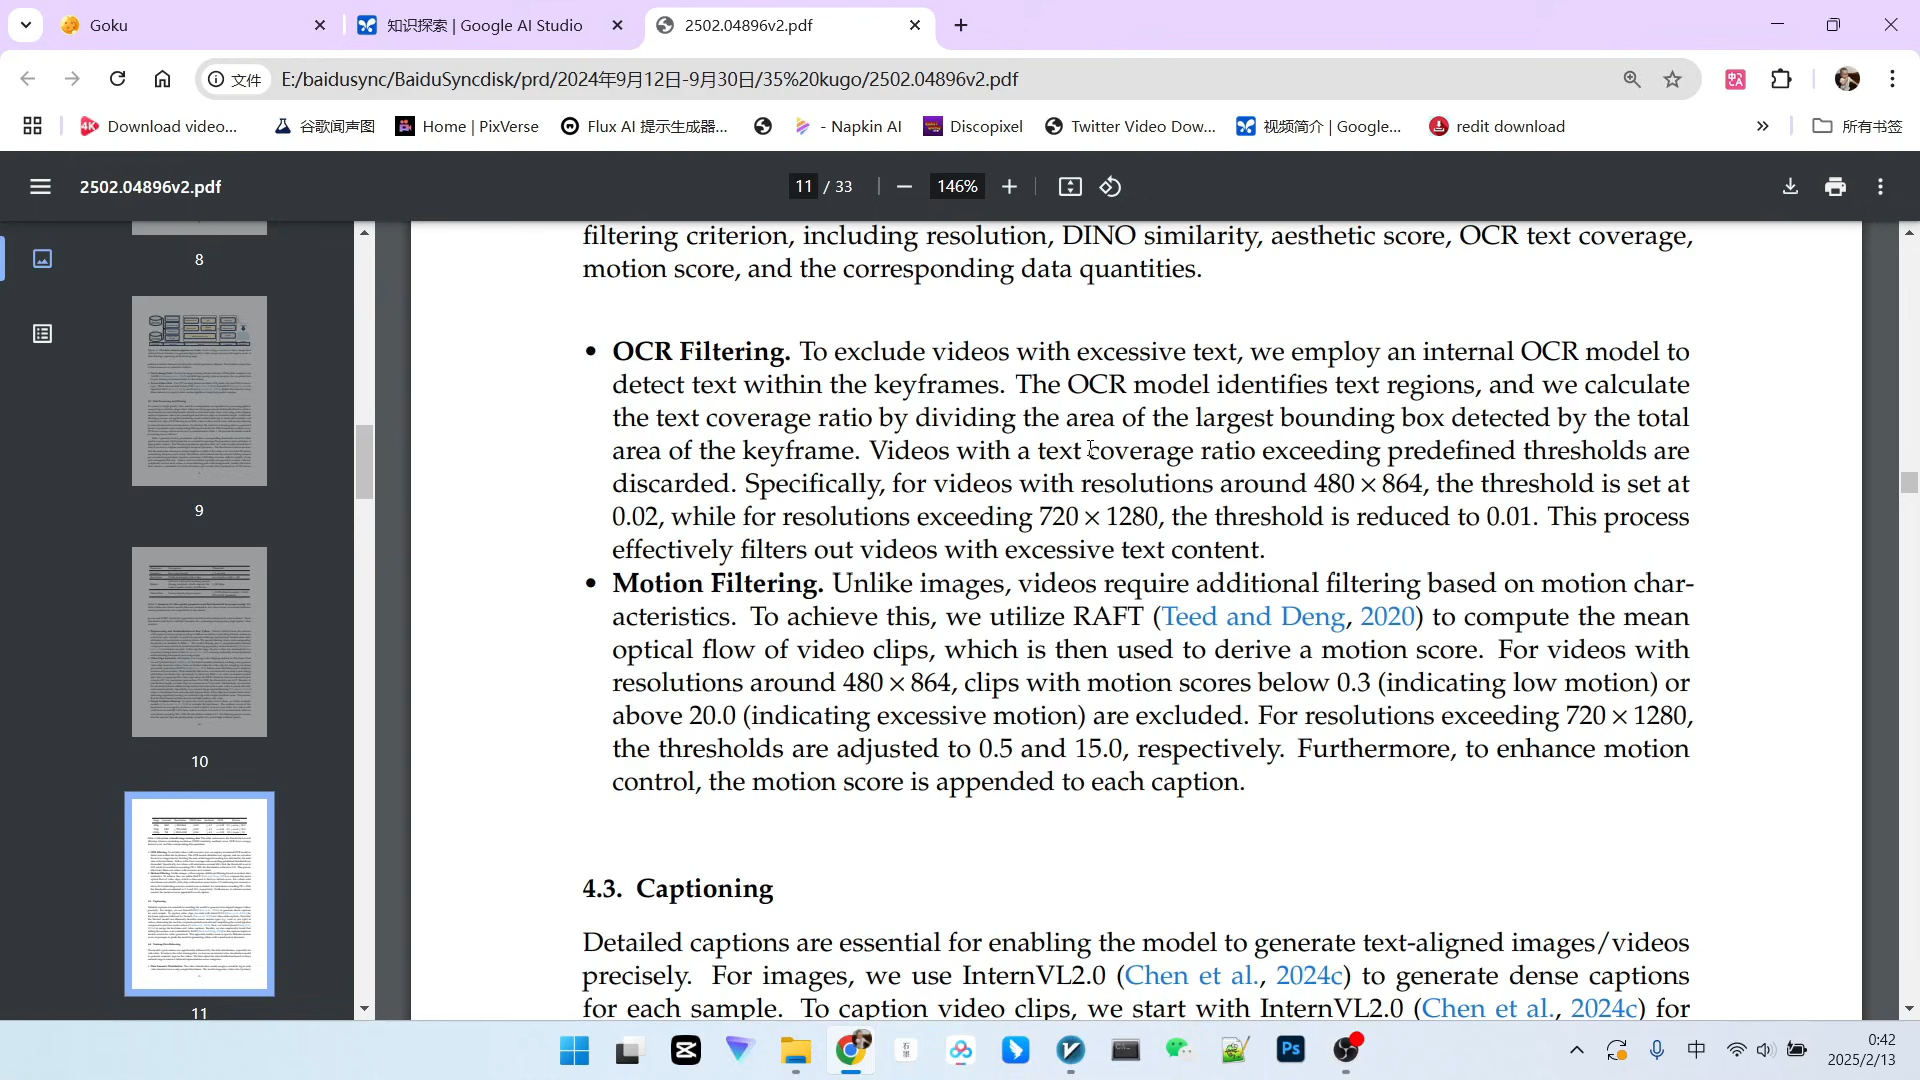 Goku
知识探索 | Google AI Studio
2502.04896v2.pdf
文件
E:/baidusync/BaiduSyncdisk/prd/2024年9月12日-9月30日/35%20kugo/2502.04896v2.pdf
4K Download video...
谷歌闻声图
Home | PixVerse
Flux AI 提示生成器...
- Napkin AI
Discopixel
Twitter Video Dow...
视频简介 | Google...
redit download
所有书签
2502.04896v2.pdf
11 / 33
146%
8
9
10
11
filtering criterion, including resolution, DINO similarity, aesthetic score, OCR text coverage,
motion score, and the corresponding data quantities.
• OCR Filtering. To exclude videos with excessive text, we employ an internal OCR model to
detect text within the keyframes. The OCR model identifies text regions, and we calculate
the text coverage ratio by dividing the area of the largest bounding box detected by the total
area of the keyframe. Videos with a text coverage ratio exceeding predefined thresholds are
discarded. Specifically, for videos with resolutions around 480 × 864, the threshold is set at
0.02, while for resolutions exceeding 720 × 1280, the threshold is reduced to 0.01. This process
effectively filters out videos with excessive text content.
• Motion Filtering. Unlike images, videos require additional filtering based on motion char-
acteristics. To achieve this, we utilize RAFT (Teed and Deng, 2020) to compute the mean
optical flow of video clips, which is then used to derive a motion score. For videos with
resolutions around 480 × 864, clips with motion scores below 0.3 (indicating low motion) or
above 20.0 (indicating excessive motion) are excluded. For resolutions exceeding 720 × 1280,
the thresholds are adjusted to 0.5 and 15.0, respectively. Furthermore, to enhance motion
control, the motion score is appended to each caption.
4.3. Captioning
Detailed captions are essential for enabling the model to generate text-aligned images/videos
precisely. For images, we use InternVL2.0 (Chen et al., 2024c) to generate dense captions
for each sample. To caption video clips, we start with InternVL2.0 (Chen et al., 2024c) for
Ps
中
0:42
2025/2/13